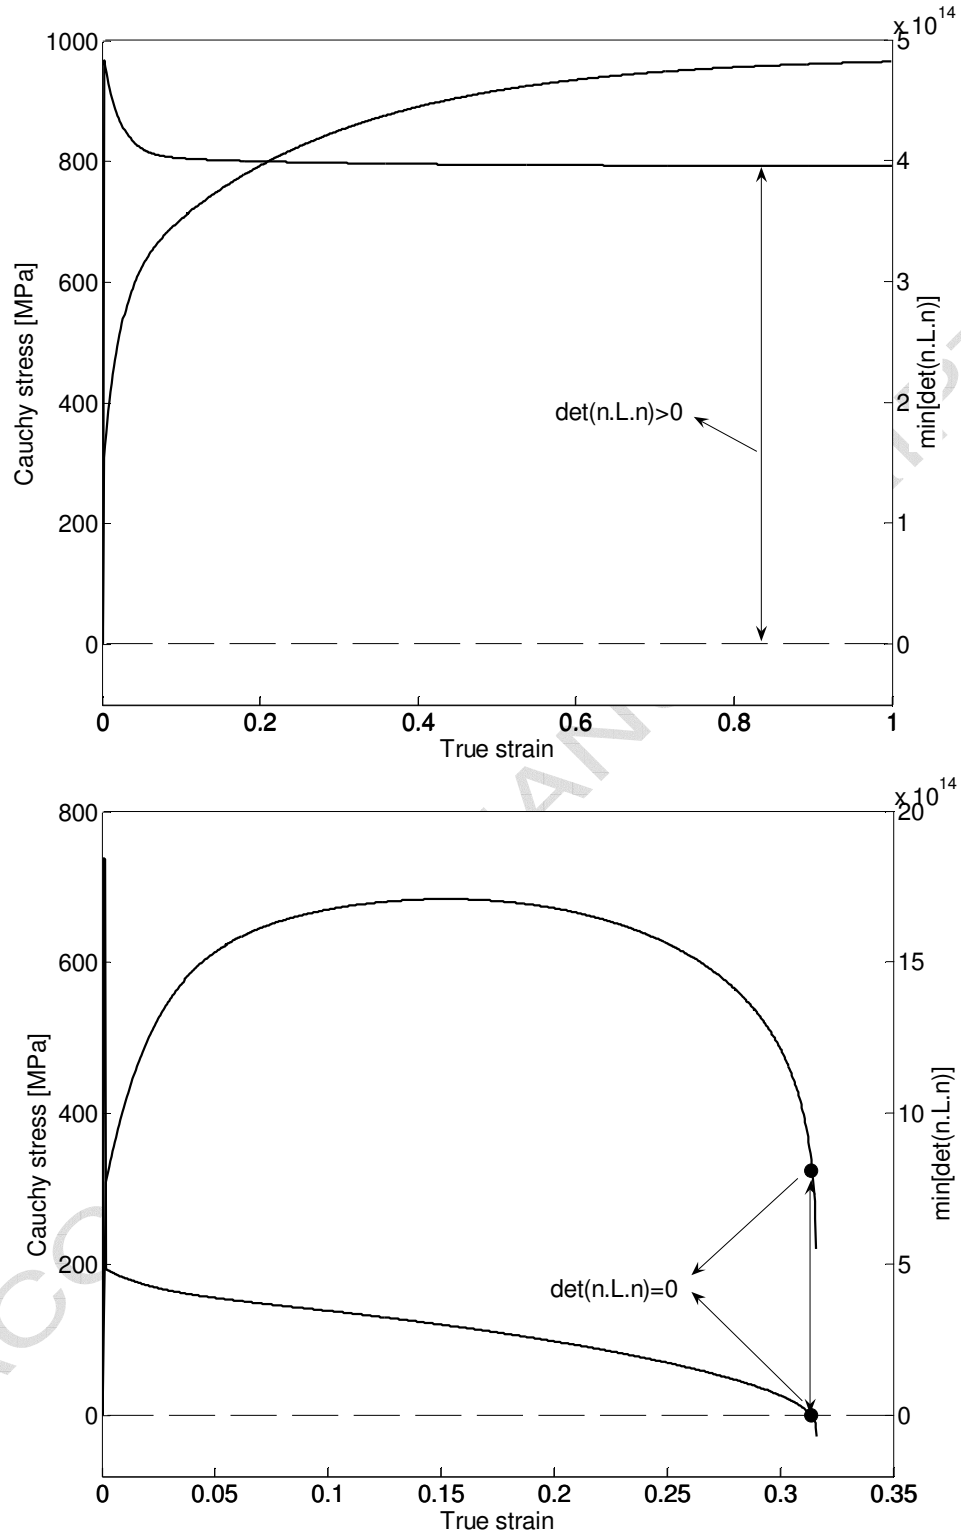 x 10^14
1000
800
600
400
200
0
Cauchy stress [MPa]
5
4
3
2
1
0
min[det(n.L.n)]
det(n.L.n)>0
0 0.2 0.4 0.6 0.8 1
True strain
x 10^14
800
600
400
200
0
Cauchy stress [MPa]
20
15
10
5
0
min[det(n.L.n)]
det(n.L.n)=0
0 0.05 0.1 0.15 0.2 0.25 0.3 0.35
True strain